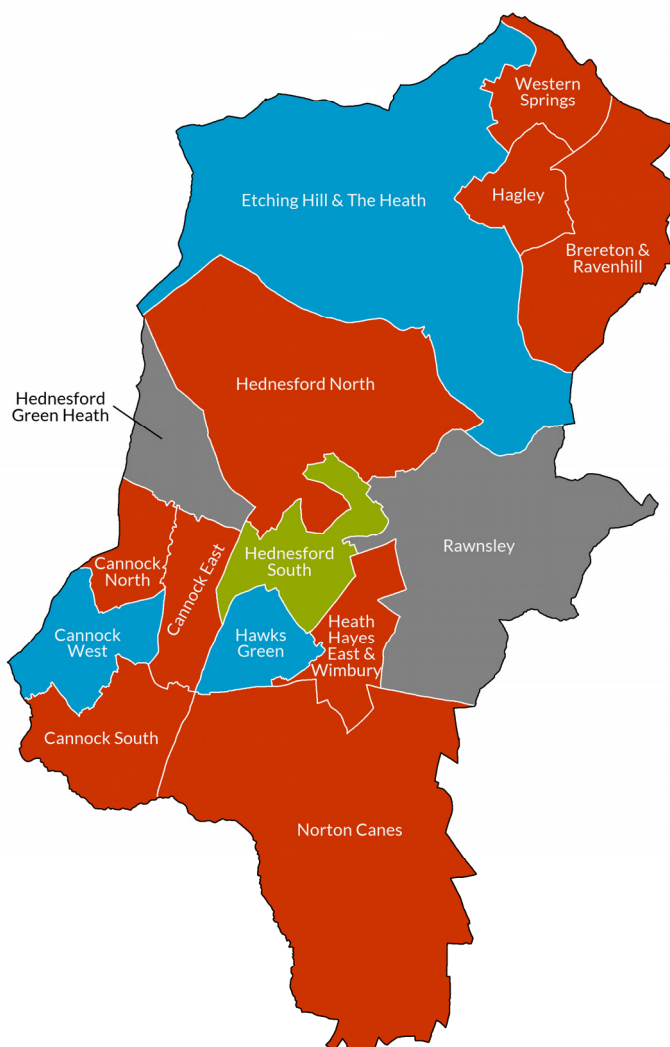 Western
Springs
Etching Hill & The Heath
Hagley
Brereton &
Ravenhill
Hednesford North
Hednesford
Green Heath
Rawnsley
Hednesford
South
Cannock
North
Cannock East
Cannock
West
Hawks
Green
Heath
Hayes
East &
Wimbury
Cannock South
Norton Canes